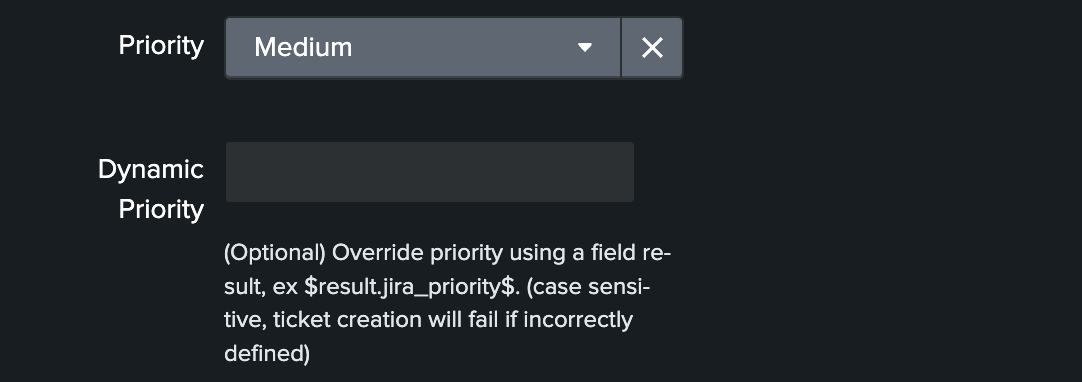 Priority
Medium
Dynamic
Priority
(Optional) Override priority using a field re-
sult, ex $result.jira_priority$. (case sensi-
tive, ticket creation will fail if incorrectly
defined)